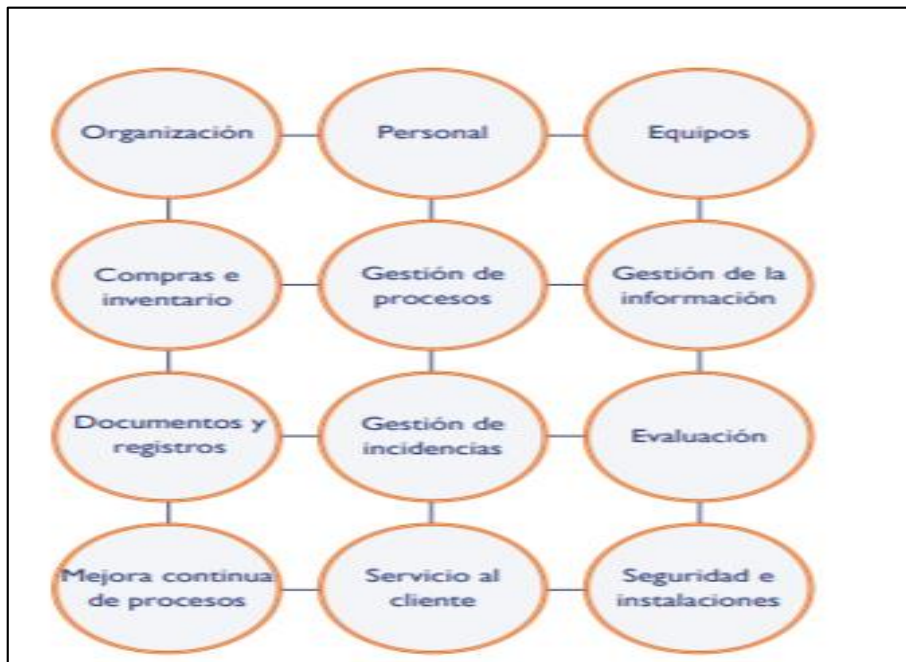 Organización
Personal
Equipos
Compras e
inventario
Gestión de
procesos
Gestión de la
información
Documentos y
registros
Gestión de
incidencias
Evaluación
Mejora continua
de procesos
Servicio al
cliente
Seguridad e
instalaciones